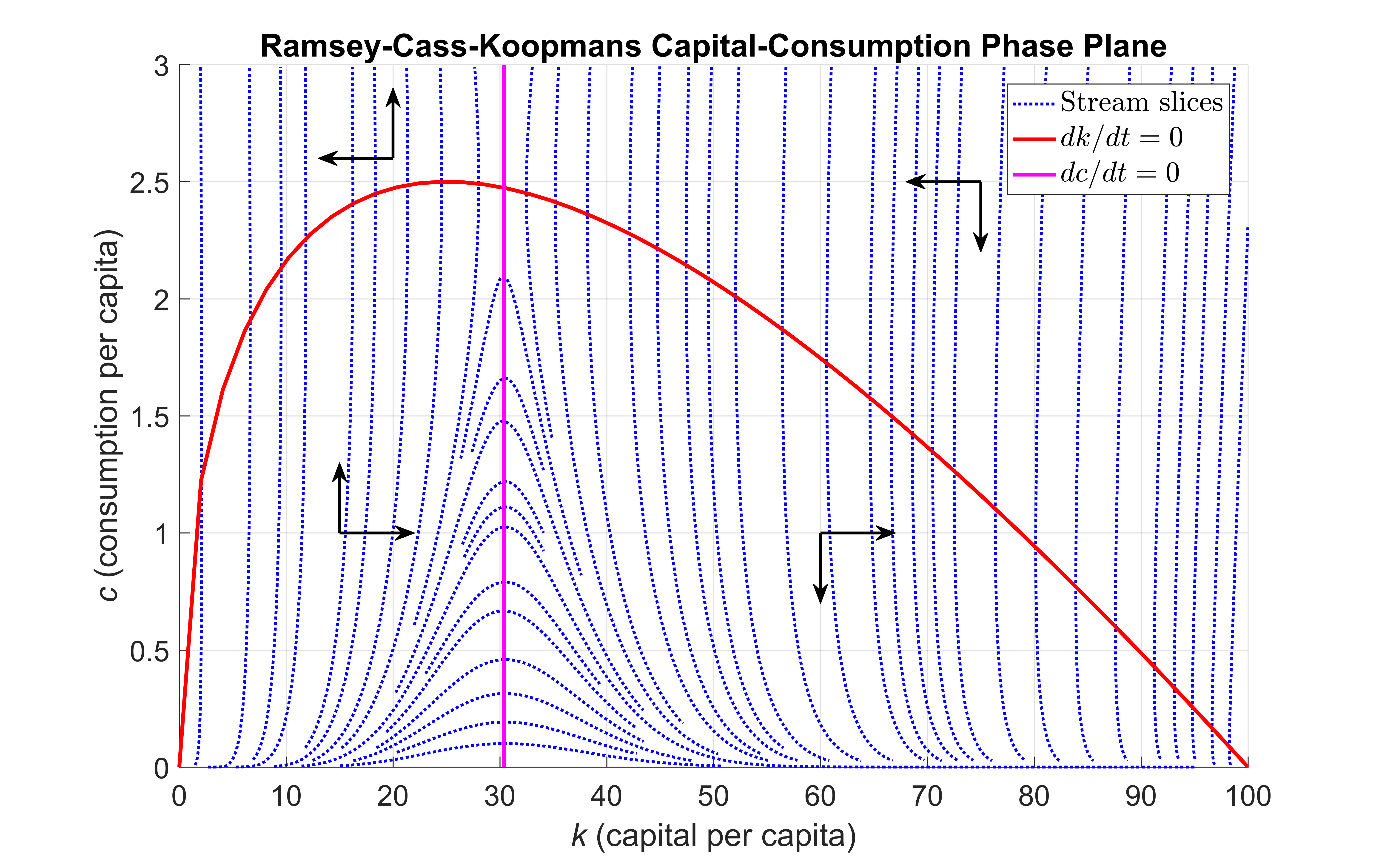 Ramsey-Cass-Koopmans Capital-Consumption Phase Plane
3
2.5
2
1.5
1
0.5
0
c (consumption per capita)
Stream slices
dk/dt = 0
dc/dt = 0
0 10 20 30 40 50 60 70 80 90 100
k (capital per capita)